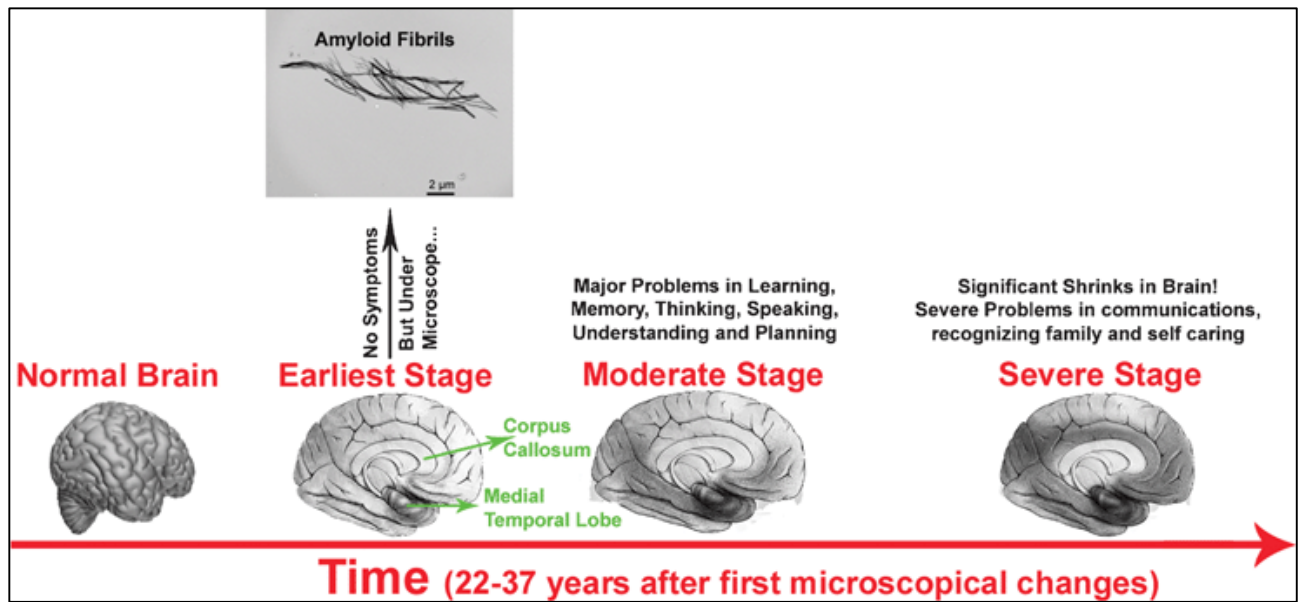 Amyloid Fibrils
2 µm
No Symptoms
But Under
Microscope...
Major Problems in Learning,
Memory, Thinking, Speaking,
Understanding and Planning
Significant Shrinks in Brain!
Severe Problems in communications,
recognizing family and self caring
Normal Brain
Earliest Stage
Moderate Stage
Severe Stage
Corpus
Callosum
Medial
Temporal Lobe
Time (22-37 years after first microscopical changes)